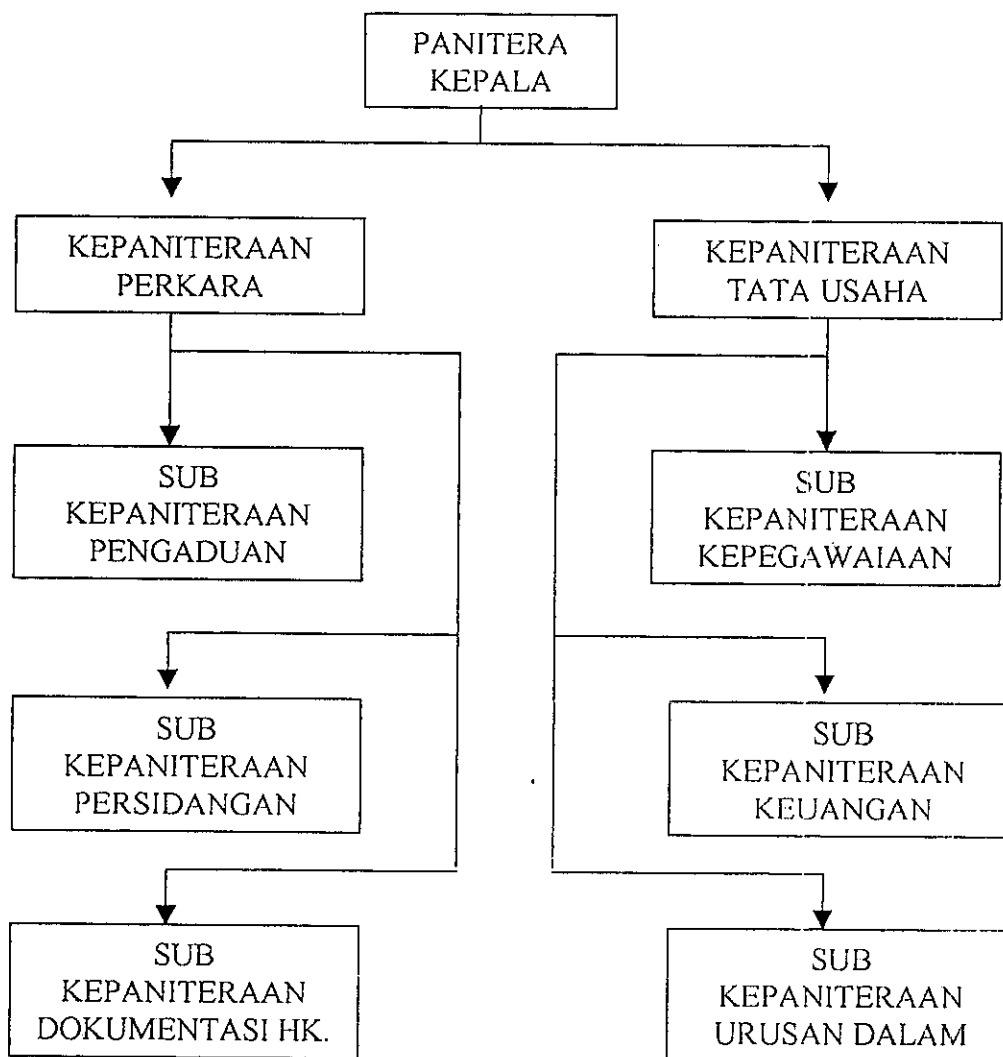 PANITERA
KEPALA
KEPANITERAAN
PERKARA
KEPANITERAAN
TATA USAHA
SUB
KEPANITERAAN
PENGADUAN
SUB
KEPANITERAAN
KEPEGAWAIAAN
SUB
KEPANITERAAN
PERSIDANGAN
SUB
KEPANITERAAN
KEUANGAN
SUB
KEPANITERAAN
DOKUMENTASI HK.
SUB
KEPANITERAAN
URUSAN DALAM